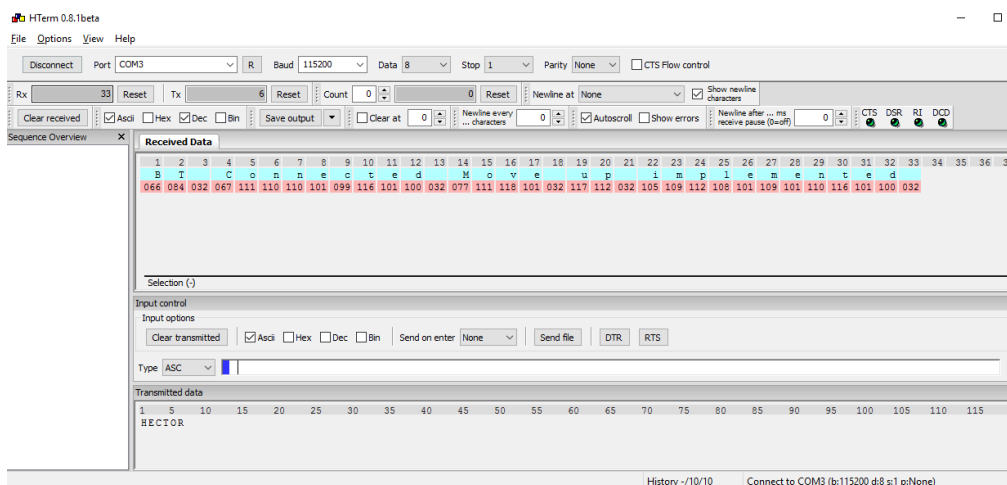 HTerm 0.8.1beta
File Options View Help
Disconnect Port COM3 R Baud 115200 Data 8 Stop 1 Parity None CTS Flow control
Rx 33 Reset Tx 6 Reset Count 0 0 Reset Newline at None Show newline characters
Clear received Ascii Hex Dec Bin Save output Clear at 0 Newline every ... characters 0 Autoscroll Show errors Newline after ... ms receive pause (0=off) 0 CTS DSR RI DCD
Sequence Overview X Received Data
1 2 3 4 5 6 7 8 9 10 11 12 13 14 15 16 17 18 19 20 21 22 23 24 25 26 27 28 29 30 31 32 33 34 35 36
B T C o n n e c t e d M o v e u p i m p l e m e n t e d
066 084 032 067 111 110 110 101 099 116 101 100 032 077 111 118 101 032 117 112 032 105 109 112 108 101 109 101 110 116 101 100 032
Selection (-)
Input control
Input options
Clear transmitted Ascii Hex Dec Bin Send on enter None Send file DTR RTS
Type ASC
Transmitted data
1 5 10 15 20 25 30 35 40 45 50 55 60 65 70 75 80 85 90 95 100 105 110 115
HECTOR
History -/10/10 Connect to COM3 (b:115200 d:8 s:1 p:None)